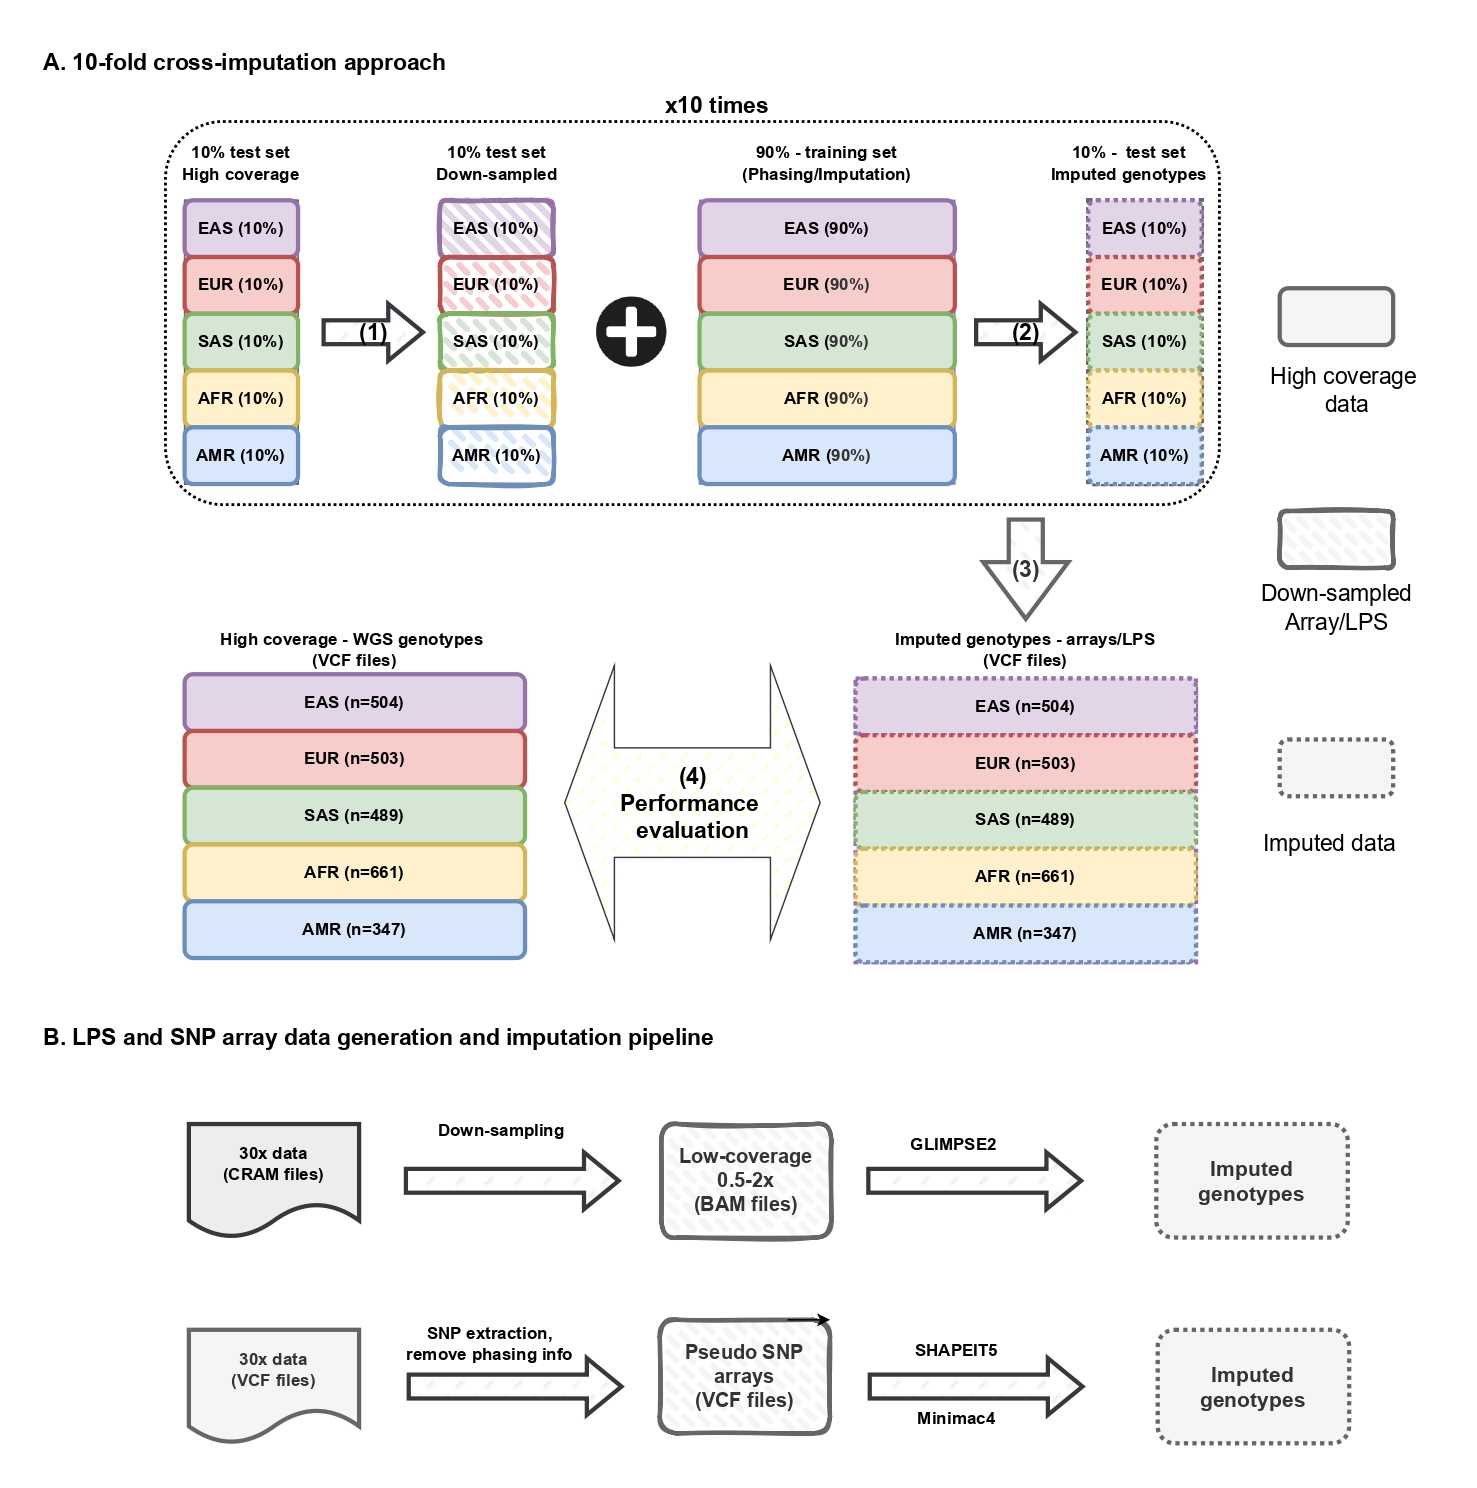 A. 10-fold cross-imputation approach
x10 times
10% test set
High coverage
10% test set
Down-sampled
90% - training set
(Phasing/Imputation)
10% - test set
Imputed genotypes
EAS (10%)
EUR (10%)
SAS (10%)
AFR (10%)
AMR (10%)
(1)
EAS (10%)
EUR (10%)
SAS (10%)
AFR (10%)
AMR (10%)
EAS (90%)
EUR (90%)
SAS (90%)
AFR (90%)
AMR (90%)
(2)
EAS (10%)
EUR (10%)
SAS (10%)
AFR (10%)
AMR (10%)
High coverage
data
Down-sampled
Array/LPS
Imputed data
(3)
High coverage - WGS genotypes
(VCF files)
EAS (n=504)
EUR (n=503)
SAS (n=489)
AFR (n=661)
AMR (n=347)
(4)
Performance
evaluation
Imputed genotypes - arrays/LPS
(VCF files)
EAS (n=504)
EUR (n=503)
SAS (n=489)
AFR (n=661)
AMR (n=347)
B. LPS and SNP array data generation and imputation pipeline
30x data
(CRAM files)
Down-sampling
Low-coverage
0.5-2x
(BAM files)
GLIMPSE2
Imputed
genotypes
30x data
(VCF files)
SNP extraction,
remove phasing info
Pseudo SNP
arrays
(VCF files)
SHAPEIT5
Minimac4
Imputed
genotypes